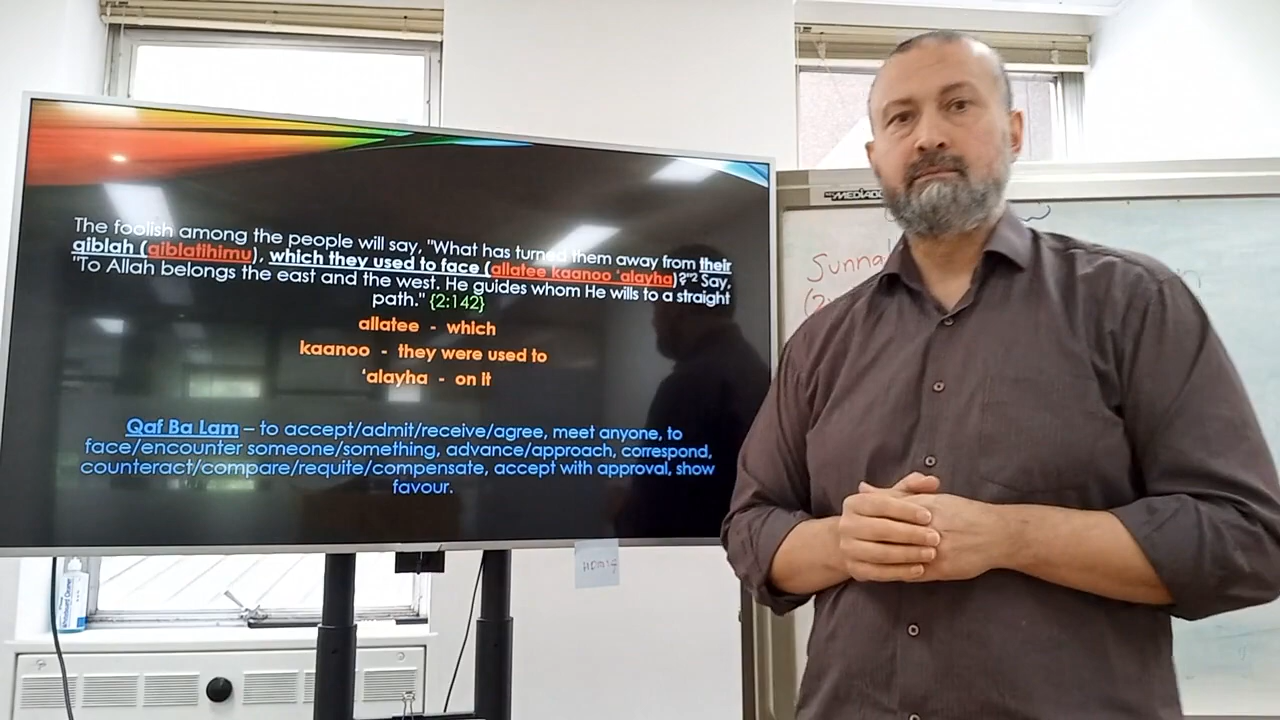 The foolish among the people will say, "What has turned them away from their
qiblah (qiblatihimu), which they used to face (allatee kaanoo 'alayha)?"² Say,
"To Allah belongs the east and the west. He guides whom He wills to a straight
path." {2:142}
allatee - which
kaanoo - they were used to
'alayha - on it
Qaf Ba Lam – to accept/admit/receive/agree, meet anyone, to
face/encounter someone/something, advance/approach, correspond,
counteract/compare/requite/compensate, accept with approval, show
favour.
HDMI
Sunna